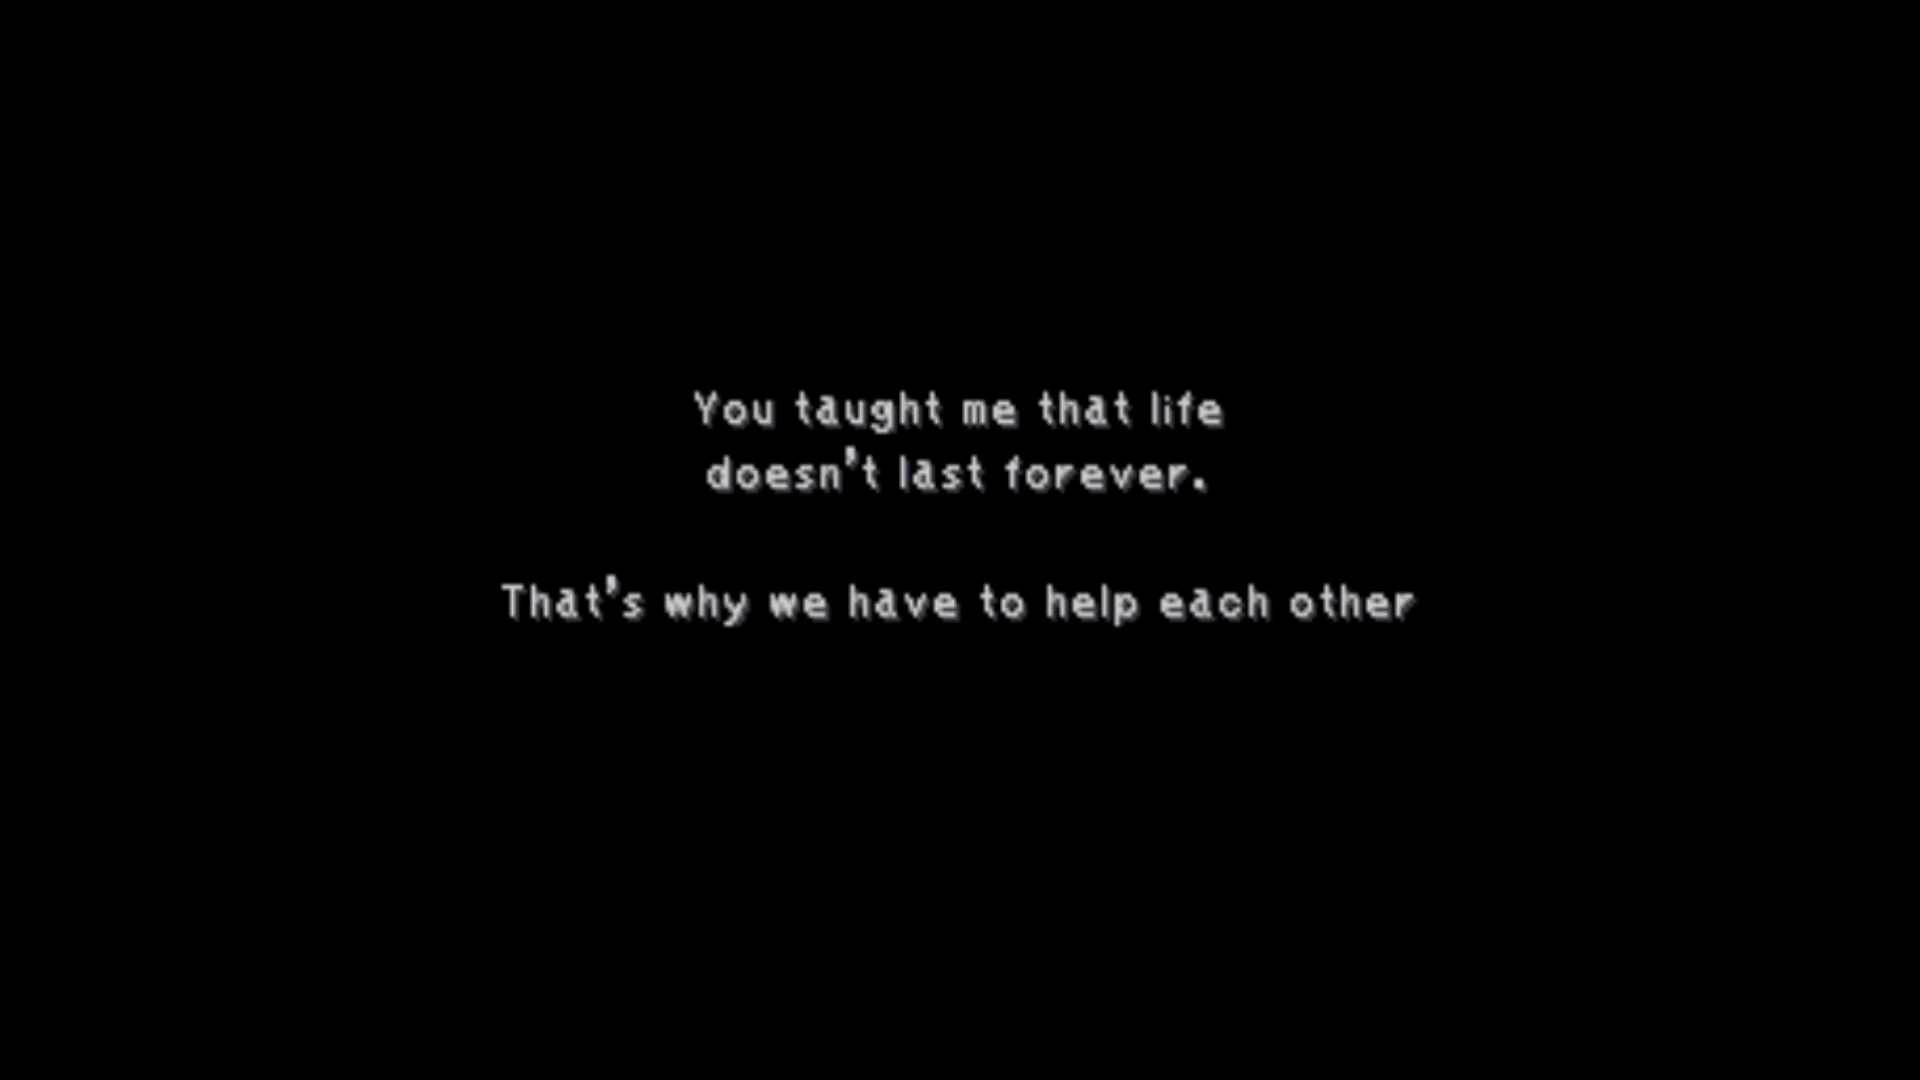 You taught me that life
doesn't last forever.
That's why we have to help each other